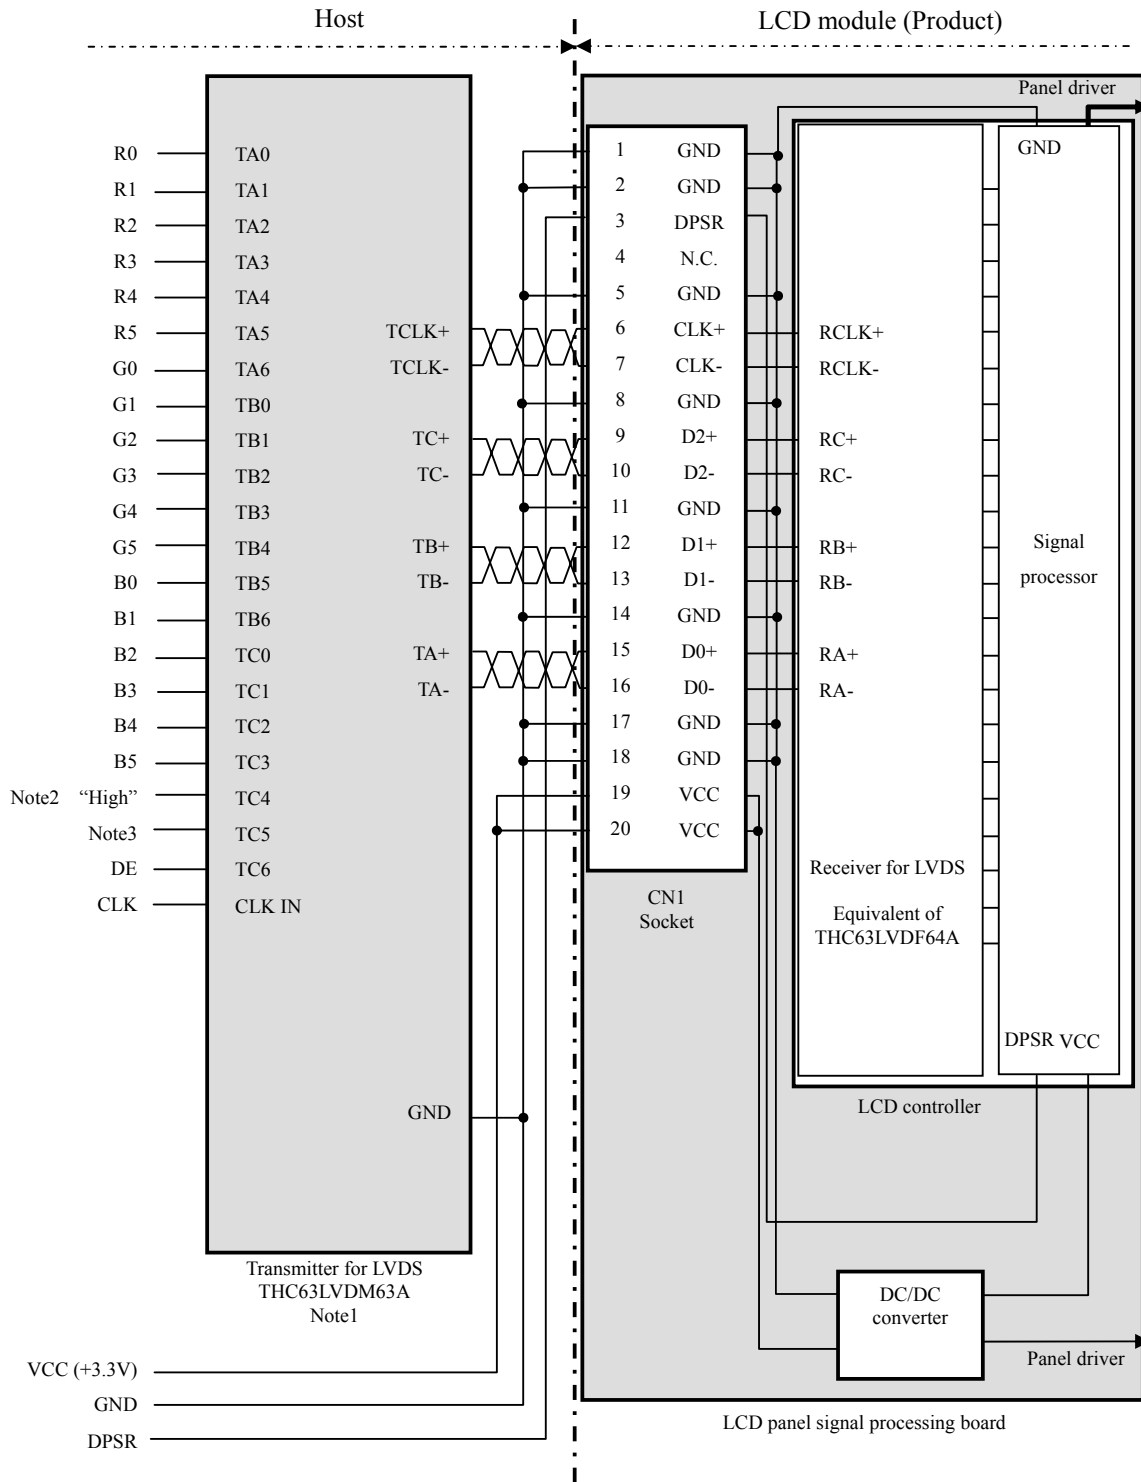 Host
LCD module (Product)
Panel driver
R0 TA0
R1 TA1
R2 TA2
R3 TA3
R4 TA4
R5 TA5
G0 TA6
G1 TB0
G2 TB1
G3 TB2
G4 TB3
G5 TB4
B0 TB5
B1 TB6
B2 TC0
B3 TC1
B4 TC2
B5 TC3
Note2 “High” TC4
Note3 TC5
DE TC6
CLK CLK IN
TCLK+
TCLK-
TC+
TC-
TB+
TB-
TA+
TA-
GND
Transmitter for LVDS
THC63LVDM63A
Note1
VCC (+3.3V)
GND
DPSR
1 GND
2 GND
3 DPSR
4 N.C.
5 GND
6 CLK+
7 CLK-
8 GND
9 D2+
10 D2-
11 GND
12 D1+
13 D1-
14 GND
15 D0+
16 D0-
17 GND
18 GND
19 VCC
20 VCC
CN1
Socket
RCLK+
RCLK-
RC+
RC-
RB+
RB-
RA+
RA-
Receiver for LVDS
Equivalent of
THC63LVDF64A
GND
Signal
processor
DPSR VCC
LCD controller
DC/DC
converter
Panel driver
LCD panel signal processing board